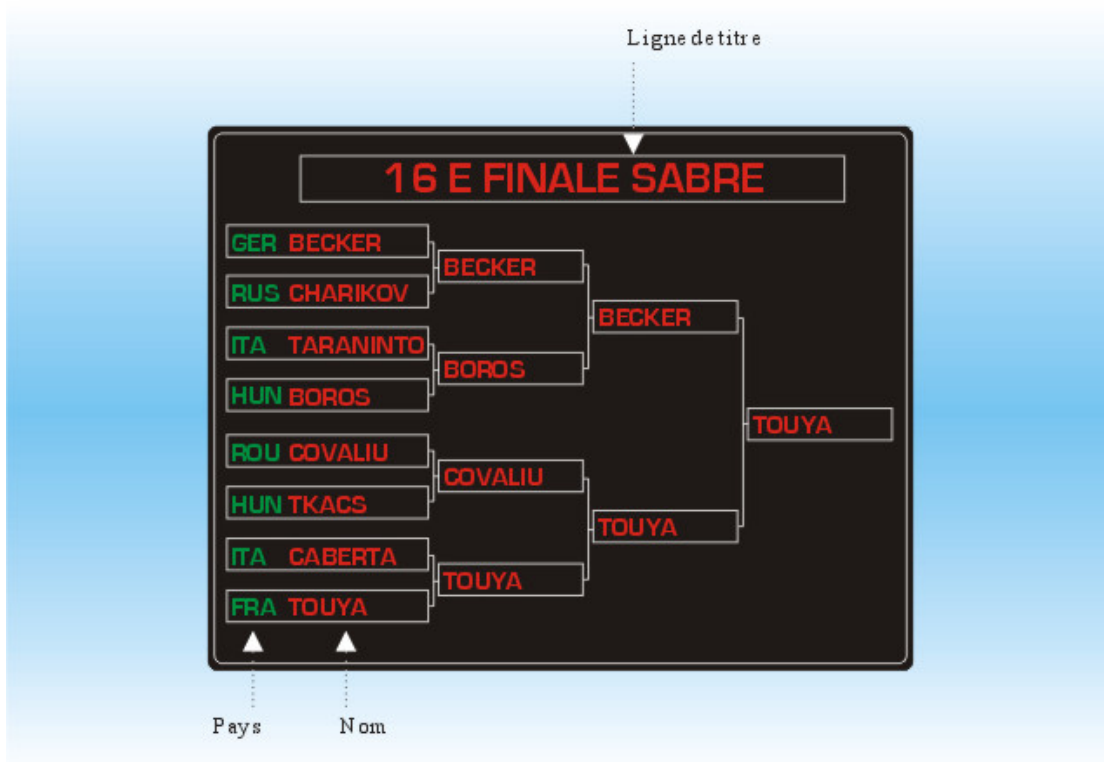 Ligne de titre
16 E FINALE SABRE
GER BECKER
BECKER
RUS CHARIKOV
BECKER
ITA TARANINTO
BOROS
HUN BOROS
TOUYA
ROU COVALIU
COVALIU
HUN TKACS
TOUYA
ITA CABERTA
TOUYA
FRA TOUYA
Pays
Nom